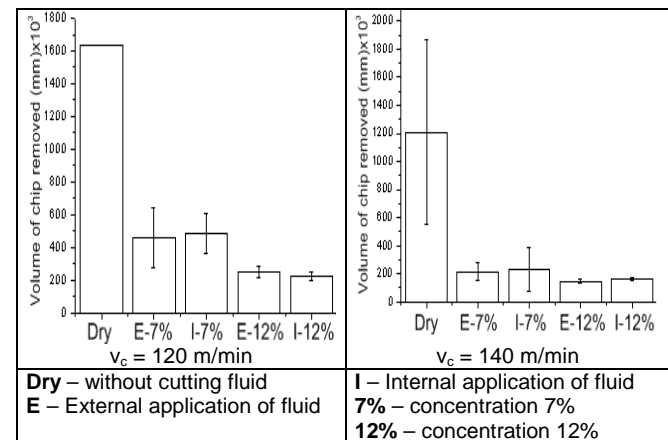 Volume of chip removed (mm)x10³
1800
1600
1400
1200
1000
800
600
400
200
0
Dry E-7% I-7% E-12% I-12%
v꜀ = 120 m/min
Volume of chip removed (mm)x10³
2000
1800
1600
1400
1200
1000
800
600
400
200
0
Dry E-7% I-7% E-12% I-12%
v꜀ = 140 m/min
Dry – without cutting fluid
E – External application of fluid
I – Internal application of fluid
7% – concentration 7%
12% – concentration 12%